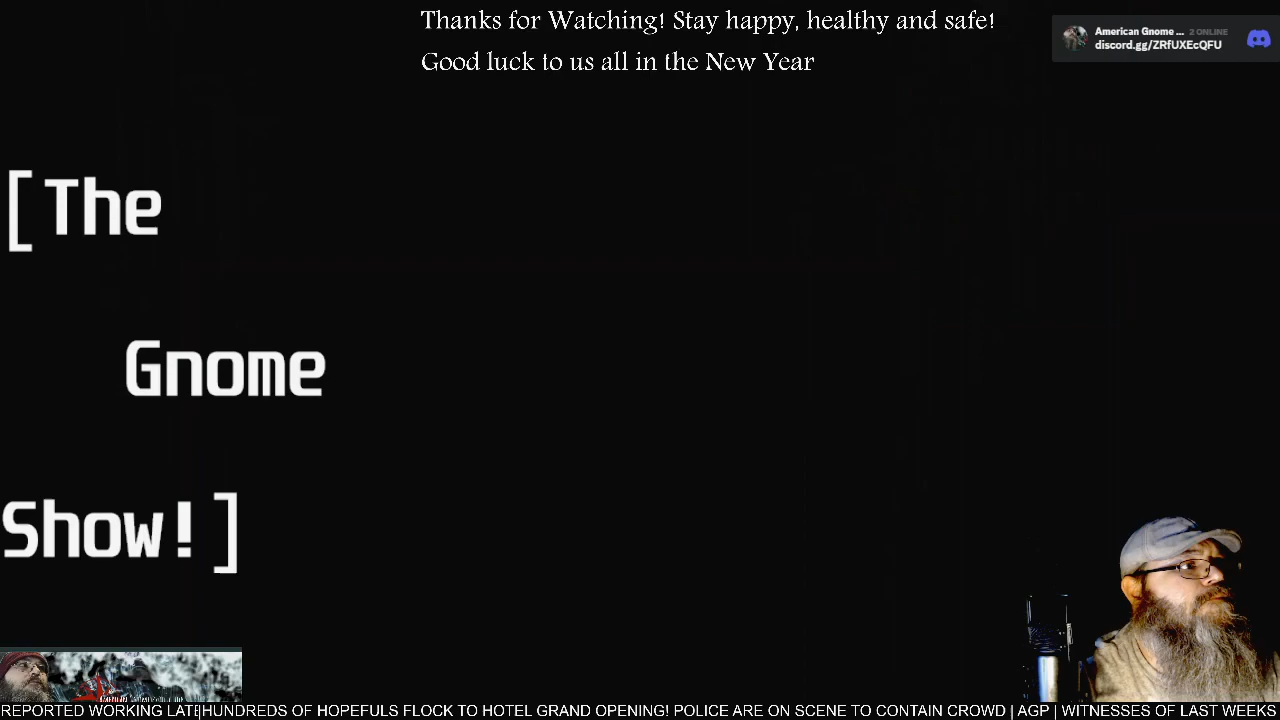 Thanks for Watching! Stay happy, healthy and safe!
Good luck to us all in the New Year
American Gnome ... 2 ONLINE
discord.gg/ZRfUXEcQFU
[The
Gnome
Show!]
REPORTED WORKING LATE|HUNDREDS OF HOPEFULS FLOCK TO HOTEL GRAND OPENING! POLICE ARE ON SCENE TO CONTAIN CROWD | AGP | WITNESSES OF LAST WEEKS